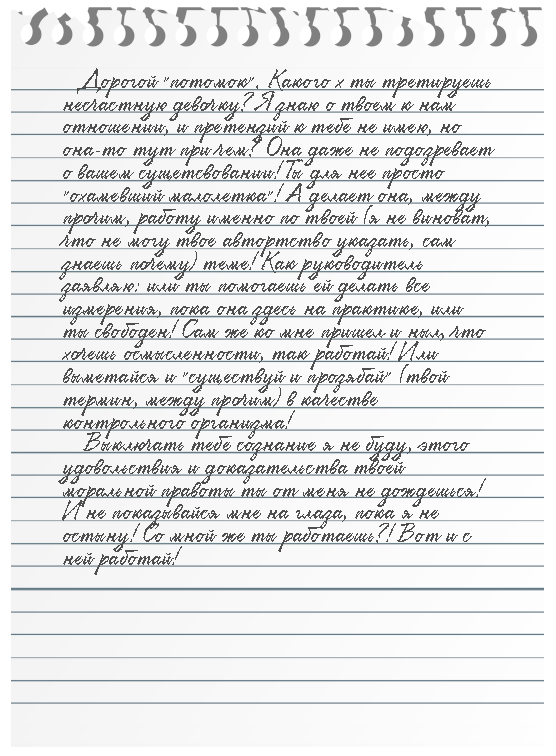 Дорогой "потомок". Какого х ты третируешь
несчастную девочку? Я знаю о твоем к нам
отношении, и претензий к тебе не имею, но
она-то тут при чем? Она даже не подозревает
о вашем сущетсвовании! Ты для нее просто
"охамевший малолетка"! А делает она, между
прочим, работу именно по твоей (я не виноват,
что не могу твое автортство указать, сам
знаешь почему) теме! Как руководитель
заявляю: или ты помогаешь ей делать все
измерения, пока она здесь на практике, или
ты свободен! Сам же ко мне пришел и ныл, что
хочешь осмысленности, так работай! Или
выметайся и "существуй и прозябай" (твой
термин, между прочим) в качестве
контрольного организма!
Выключать тебе сознание я не буду, этого
удовольствия и доказательства твоей
моральной правоты ты от меня не дождешься!
И не показывайся мне на глаза, пока я не
остыну! Со мной же ты работаешь?! Вот и с
ней работай!